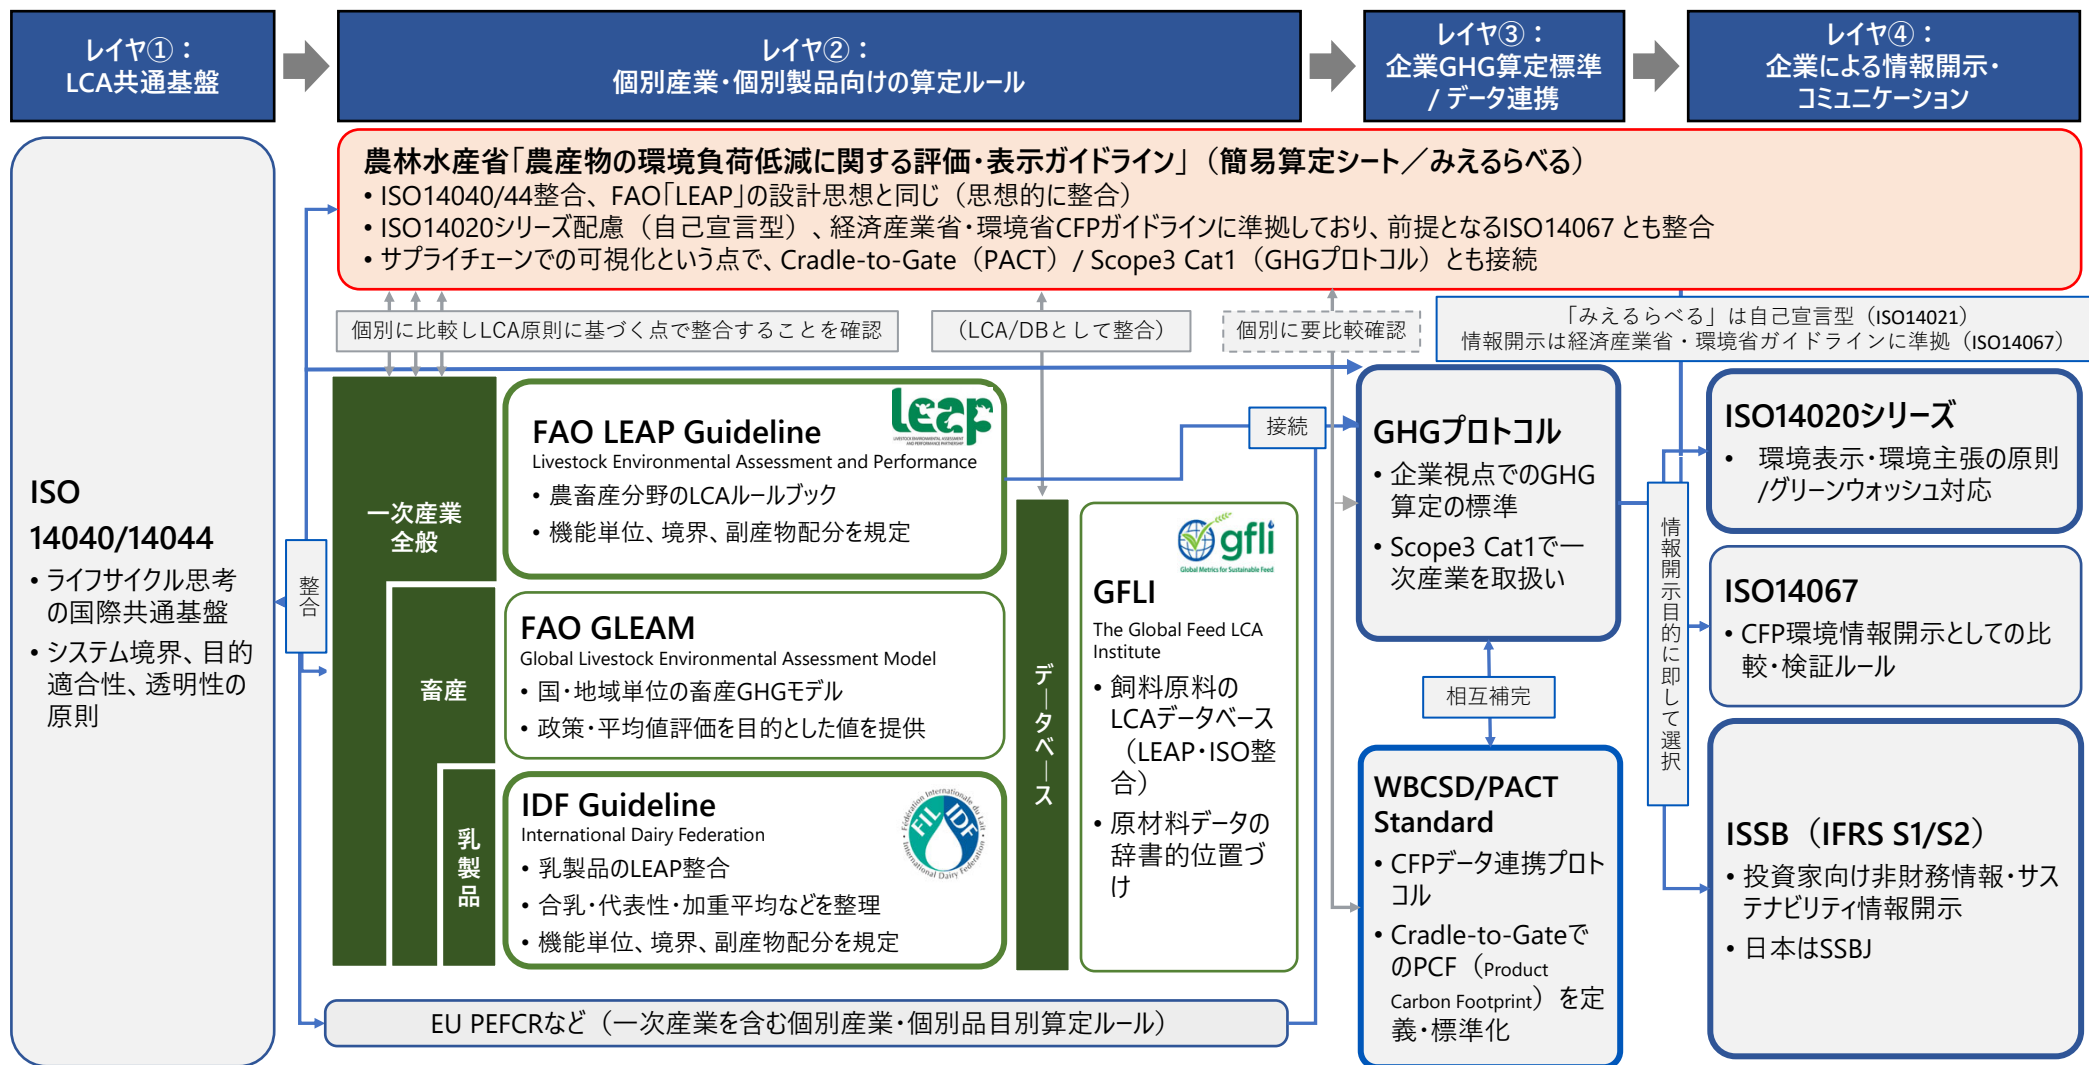 レイヤ①：
LCA共通基盤
レイヤ②：
個別産業・個別製品向けの算定ルール
レイヤ③：
企業GHG算定標準
/ データ連携
レイヤ④：
企業による情報開示・
コミュニケーション
農林水産省「農産物の環境負荷低減に関する評価・表示ガイドライン」（簡易算定シート／みえるらべる）
• ISO14040/44整合、FAO「LEAP」の設計思想と同じ（思想的に整合）
• ISO14020シリーズ配慮（自己宣言型）、経済産業省・環境省CFPガイドラインに準拠しており、前提となるISO14067 とも整合
• サプライチェーンでの可視化という点で、Cradle-to-Gate（PACT）/ Scope3 Cat1（GHGプロトコル）とも接続
個別に比較しLCA原則に基づく点で整合することを確認
（LCA/DBとして整合）
個別に要比較確認
「みえるらべる」は自己宣言型（ISO14021）
情報開示は経済産業省・環境省ガイドラインに準拠（ISO14067）
ISO
14040/14044
• ライフサイクル思考
の国際共通基盤
• システム境界、目的
適合性、透明性の
原則
整合
一次産業
全般
畜産
乳製品
FAO LEAP Guideline
Livestock Environmental Assessment and Performance
• 農畜産分野のLCAルールブック
• 機能単位、境界、副産物配分を規定
leap
LIVESTOCK ENVIRONMENTAL ASSESSMENT
AND PERFORMANCE PARTNERSHIP
FAO GLEAM
Global Livestock Environmental Assessment Model
• 国・地域単位の畜産GHGモデル
• 政策・平均値評価を目的とした値を提供
IDF Guideline
International Dairy Federation
• 乳製品のLEAP整合
• 合乳・代表性・加重平均などを整理
• 機能単位、境界、副産物配分を規定
Fédération Internationale du Lait
FIL IDF
International Dairy Federation
データベース
gfli
Global Metrics for Sustainable Feed
GFLI
The Global Feed LCA
Institute
• 飼料原料の
LCAデータベース
（LEAP・ISO整
合）
• 原材料データの
辞書的位置づ
け
EU PEFCRなど（一次産業を含む個別産業・個別品目別算定ルール）
接続
GHGプロトコル
• 企業視点でのGHG
算定の標準
• Scope3 Cat1で一
次産業を取扱い
相互補完
WBCSD/PACT
Standard
• CFPデータ連携プロト
コル
• Cradle-to-Gateで
のPCF（Product
Carbon Footprint）を定
義・標準化
情報開示目的に即して選択
ISO14020シリーズ
• 環境表示・環境主張の原則
/グリーンウォッシュ対応
ISO14067
• CFP環境情報開示としての比
較・検証ルール
ISSB（IFRS S1/S2）
• 投資家向け非財務情報・サス
テナビリティ情報開示
• 日本はSSBJ